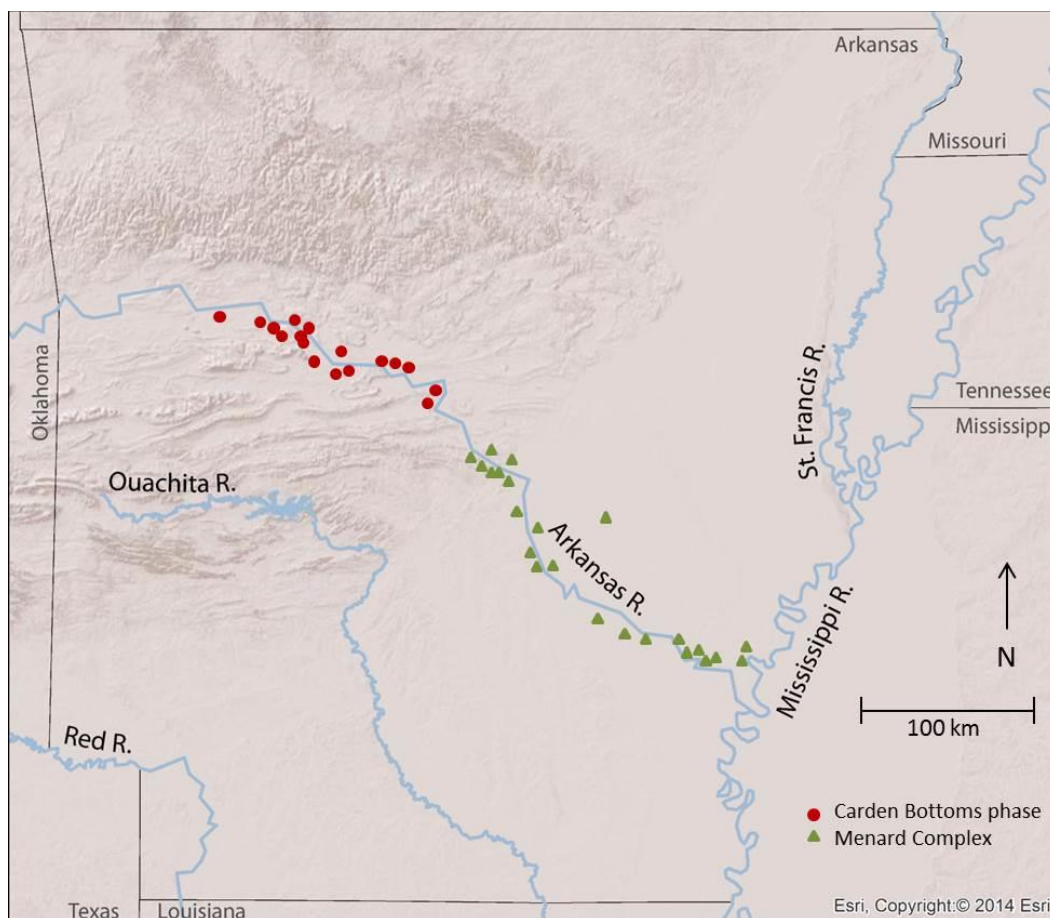 Arkansas
Missouri
Oklahoma
St. Francis R.
Tennessee
Mississipp
Ouachita R.
Arkansas R.
Mississippi R.
N
100 km
Red R.
Carden Bottoms phase
Menard Complex
Texas
Louisiana
Esri, Copyright:© 2014 Esri